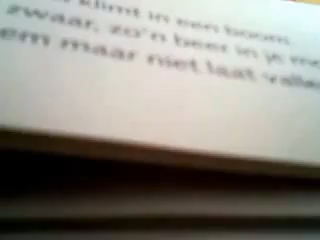 klimt in een boom
zwaar, zo'n beer in je
em maar niet laat valle